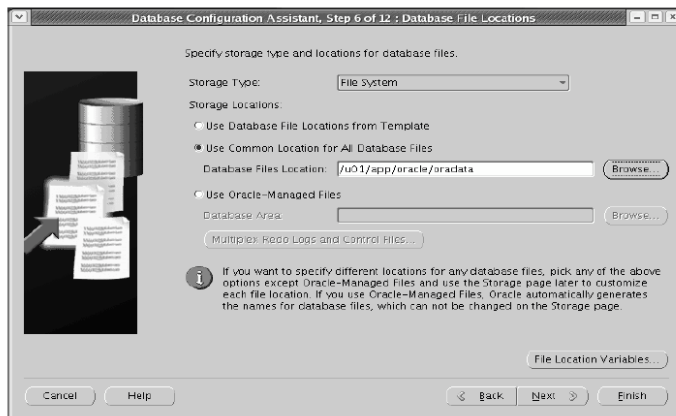 Database Configuration Assistant, Step 6 of 12 : Database File Locations
Specify storage type and locations for database files.
Storage Type: File System
Storage Locations:
Use Database File Locations from Template
Use Common Location for All Database Files
Database Files Location: /u01/app/oracle/oradata Browse...
Use Oracle-Managed Files
Database Area: Browse...
Multiplex Redo Logs and Control Files...
If you want to specify different locations for any database files, pick any of the above
options except Oracle-Managed Files and use the Storage page later to customize
each file location. If you use Oracle-Managed Files, Oracle automatically generates
the names for database files, which can not be changed on the Storage page.
File Location Variables...
Cancel Help Back Next Finish